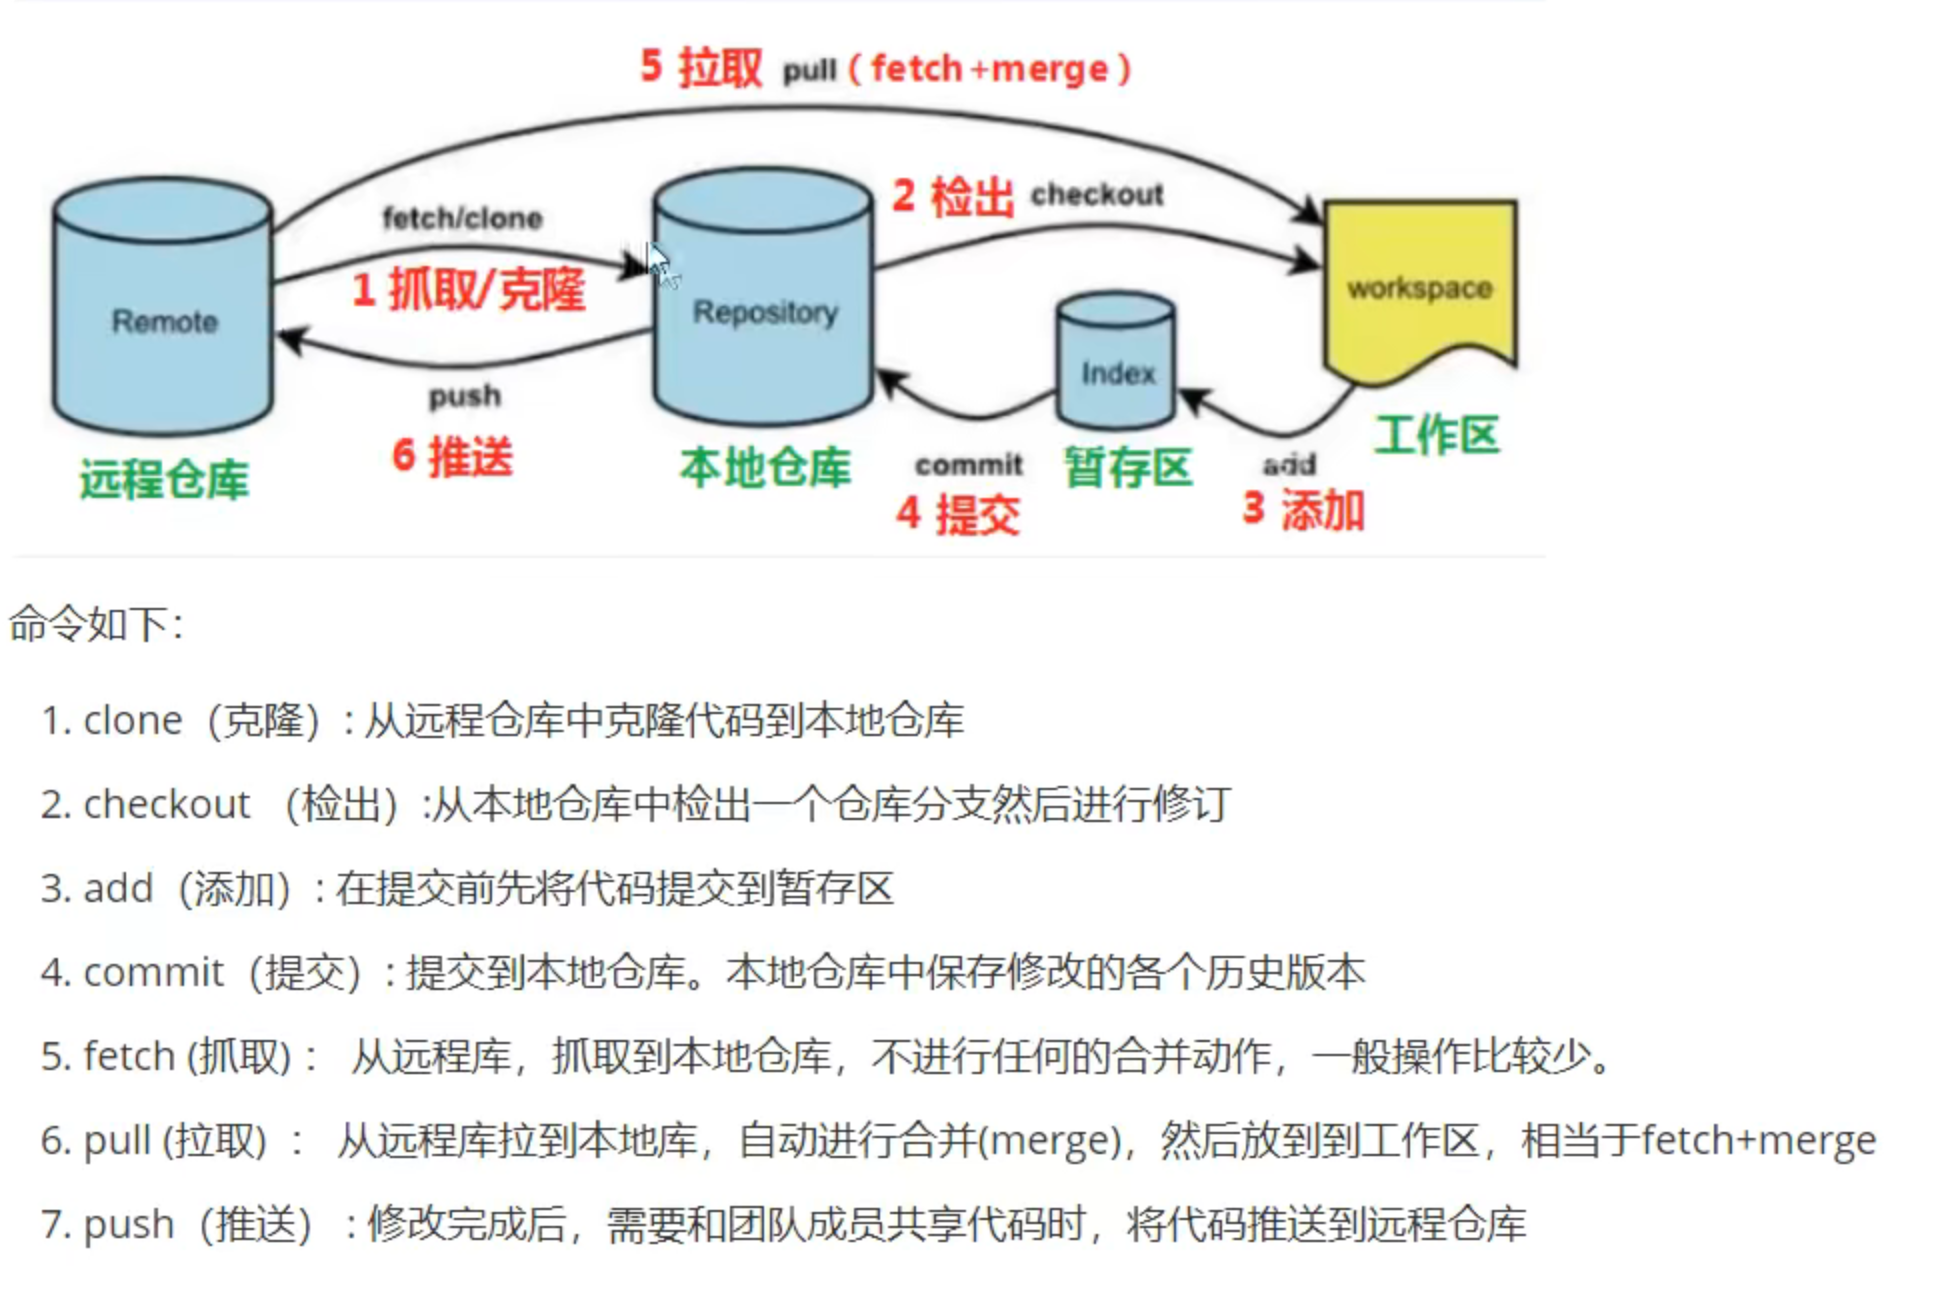 5 拉取 pull（fetch+merge）
2 检出 checkout
fetch/clone
1 抓取/克隆
workspace
Repository
Remote
Index
push
工作区
6 推送
本地仓库
commit
暂存区
add
远程仓库
4 提交
3 添加
命令如下：
1. clone（克隆）: 从远程仓库中克隆代码到本地仓库
2. checkout （检出）:从本地仓库中检出一个仓库分支然后进行修订
3. add（添加）: 在提交前先将代码提交到暂存区
4. commit（提交）: 提交到本地仓库。本地仓库中保存修改的各个历史版本
5. fetch (抓取) ： 从远程库，抓取到本地仓库，不进行任何的合并动作，一般操作比较少。
6. pull (拉取) ： 从远程库拉到本地库，自动进行合并(merge)，然后放到到工作区，相当于fetch+merge
7. push（推送） : 修改完成后，需要和团队成员共享代码时，将代码推送到远程仓库